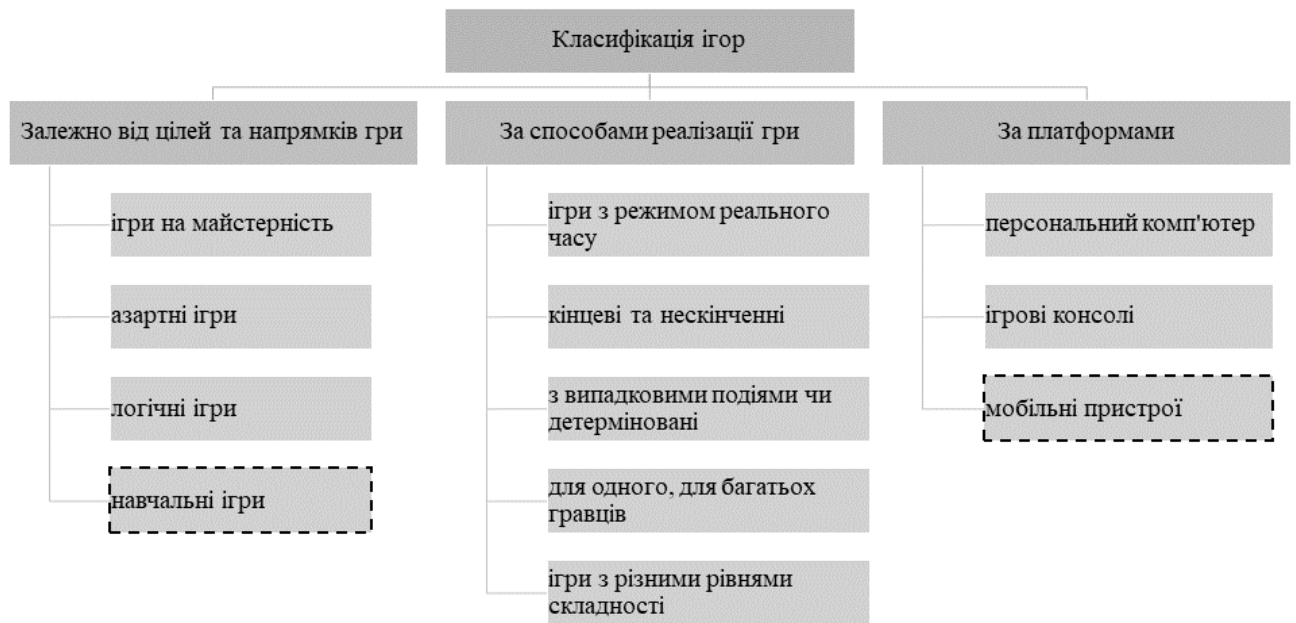 Класифікація ігор
Залежно від цілей та напрямків гри
ігри на майстерність
азартні ігри
логічні ігри
навчальні ігри
За способами реалізації гри
ігри з режимом реального
часу
кінцеві та нескінченні
з випадковими подіями чи
детерміновані
для одного, для багатьох
гравців
ігри з різними рівнями
складності
За платформами
персональний комп'ютер
ігрові консолі
мобільні пристрої